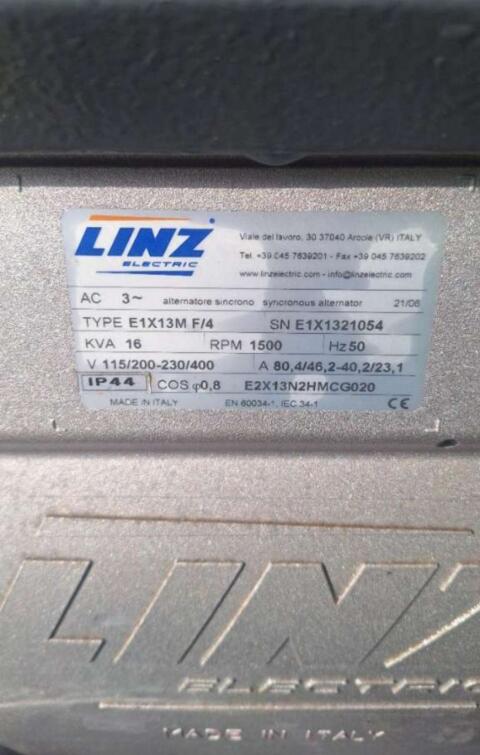 LINZ
ELECTRIC
Viale del lavoro, 30 37040 Arcole (VR) ITALY
Tel. +39 045 7639201 - Fax +39 045 7639202
www.linzelectric.com - info@linzelectric.com
AC 3~ alternatore sincrono syncronous alternator 21/06
TYPE E1X13M F/4 SN E1X1321054
KVA 16 RPM 1500 Hz 50
V 115/200-230/400 A 80,4/46,2-40,2/23,1
IP44 COS φ0,8 E2X13N2HMCG020
MADE IN ITALY EN 60034-1, IEC 34-1 CE
LINZ
ELECTRIC
MADE IN ITALY